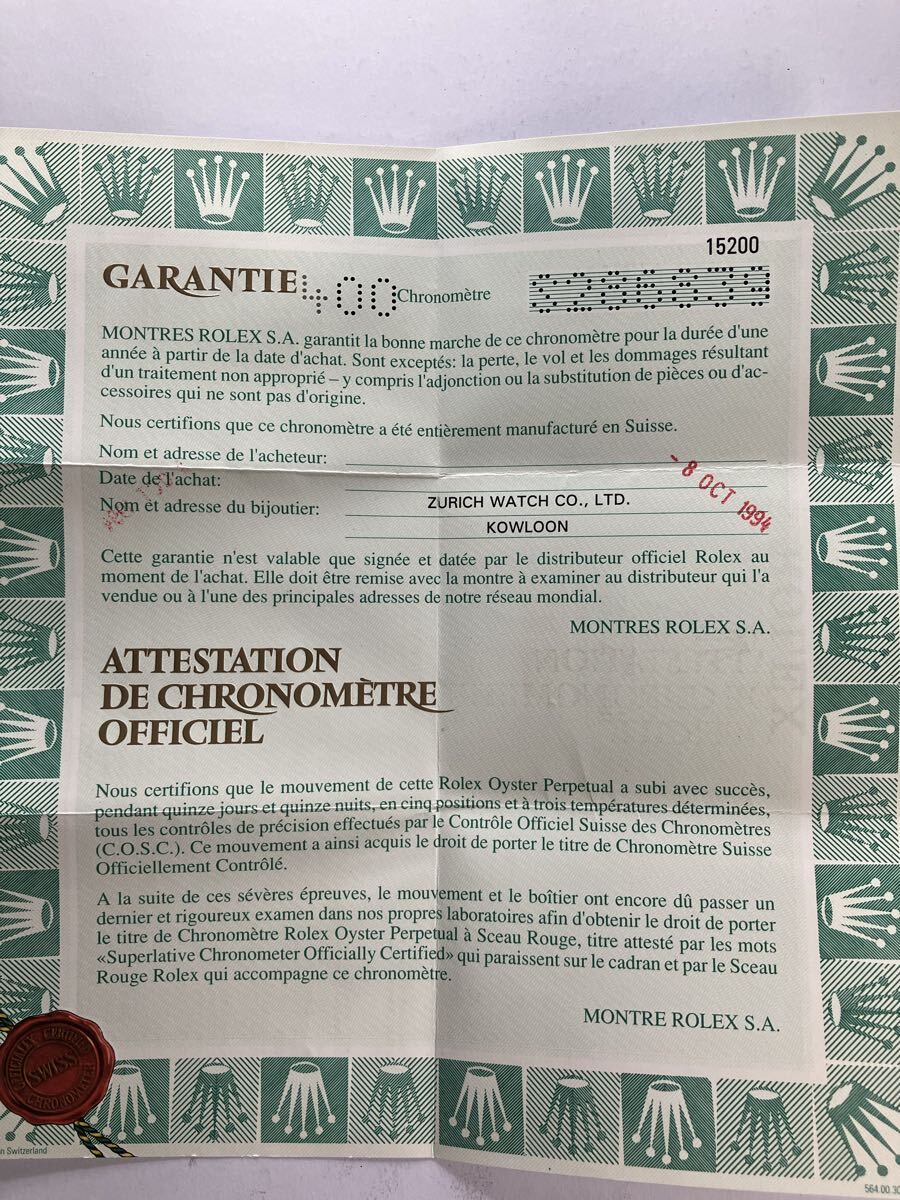 15200
GARANTIE 400 Chronomètre
MONTRES ROLEX S.A. garantit la bonne marche de ce chronomètre pour la durée d'une
année à partir de la date d'achat. Sont exceptés: la perte, le vol et les dommages résultant
d'un traitement non approprié – y compris l'adjonction ou la substitution de pièces ou d'ac-
cessoires qui ne sont pas d'origine.
Nous certifions que ce chronomètre a été entièrement manufacturé en Suisse.
Nom et adresse de l'acheteur:
Date de l'achat:
- 8 OCT 1994
Nom et adresse du bijoutier: ZURICH WATCH CO., LTD.
KOWLOON
Cette garantie n'est valable que signée et datée par le distributeur officiel Rolex au
moment de l'achat. Elle doit être remise avec la montre à examiner au distributeur qui l'a
vendue ou à l'une des principales adresses de notre réseau mondial.
MONTRES ROLEX S.A.
ATTESTATION
DE CHRONOMÈTRE
OFFICIEL
Nous certifions que le mouvement de cette Rolex Oyster Perpetual a subi avec succès,
pendant quinze jours et quinze nuits, en cinq positions et à trois températures déterminées,
tous les contrôles de précision effectués par le Contrôle Officiel Suisse des Chronomètres
(C.O.S.C.). Ce mouvement a ainsi acquis le droit de porter le titre de Chronomètre Suisse
Officiellement Contrôlé.
A la suite de ces sévères épreuves, le mouvement et le boîtier ont encore dû passer un
dernier et rigoureux examen dans nos propres laboratoires afin d'obtenir le droit de porter
le titre de Chronomètre Rolex Oyster Perpetual à Sceau Rouge, titre attesté par les mots
«Superlative Chronometer Officially Certified» qui paraissent sur le cadran et par le Sceau
Rouge Rolex qui accompagne ce chronomètre.
MONTRE ROLEX S.A.
SWISS
CHRONOMETER
n Switzerland
564.00.30